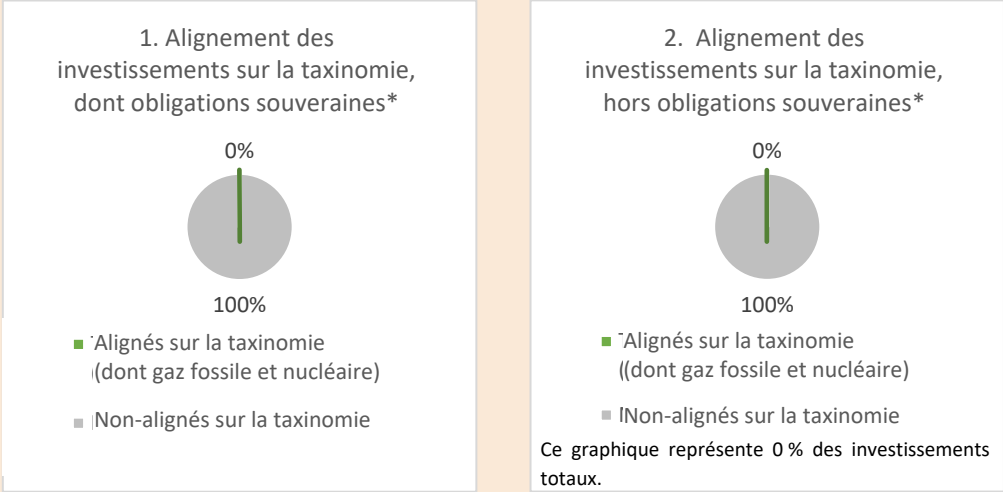 1. Alignement des
investissements sur la taxinomie,
dont obligations souveraines*
0%
100%
Alignés sur la taxinomie
(dont gaz fossile et nucléaire)
Non-alignés sur la taxinomie
2. Alignement des
investissements sur la taxinomie,
hors obligations souveraines*
0%
100%
Alignés sur la taxinomie
((dont gaz fossile et nucléaire)
Non-alignés sur la taxinomie
Ce graphique représente 0 % des investissements
totaux.